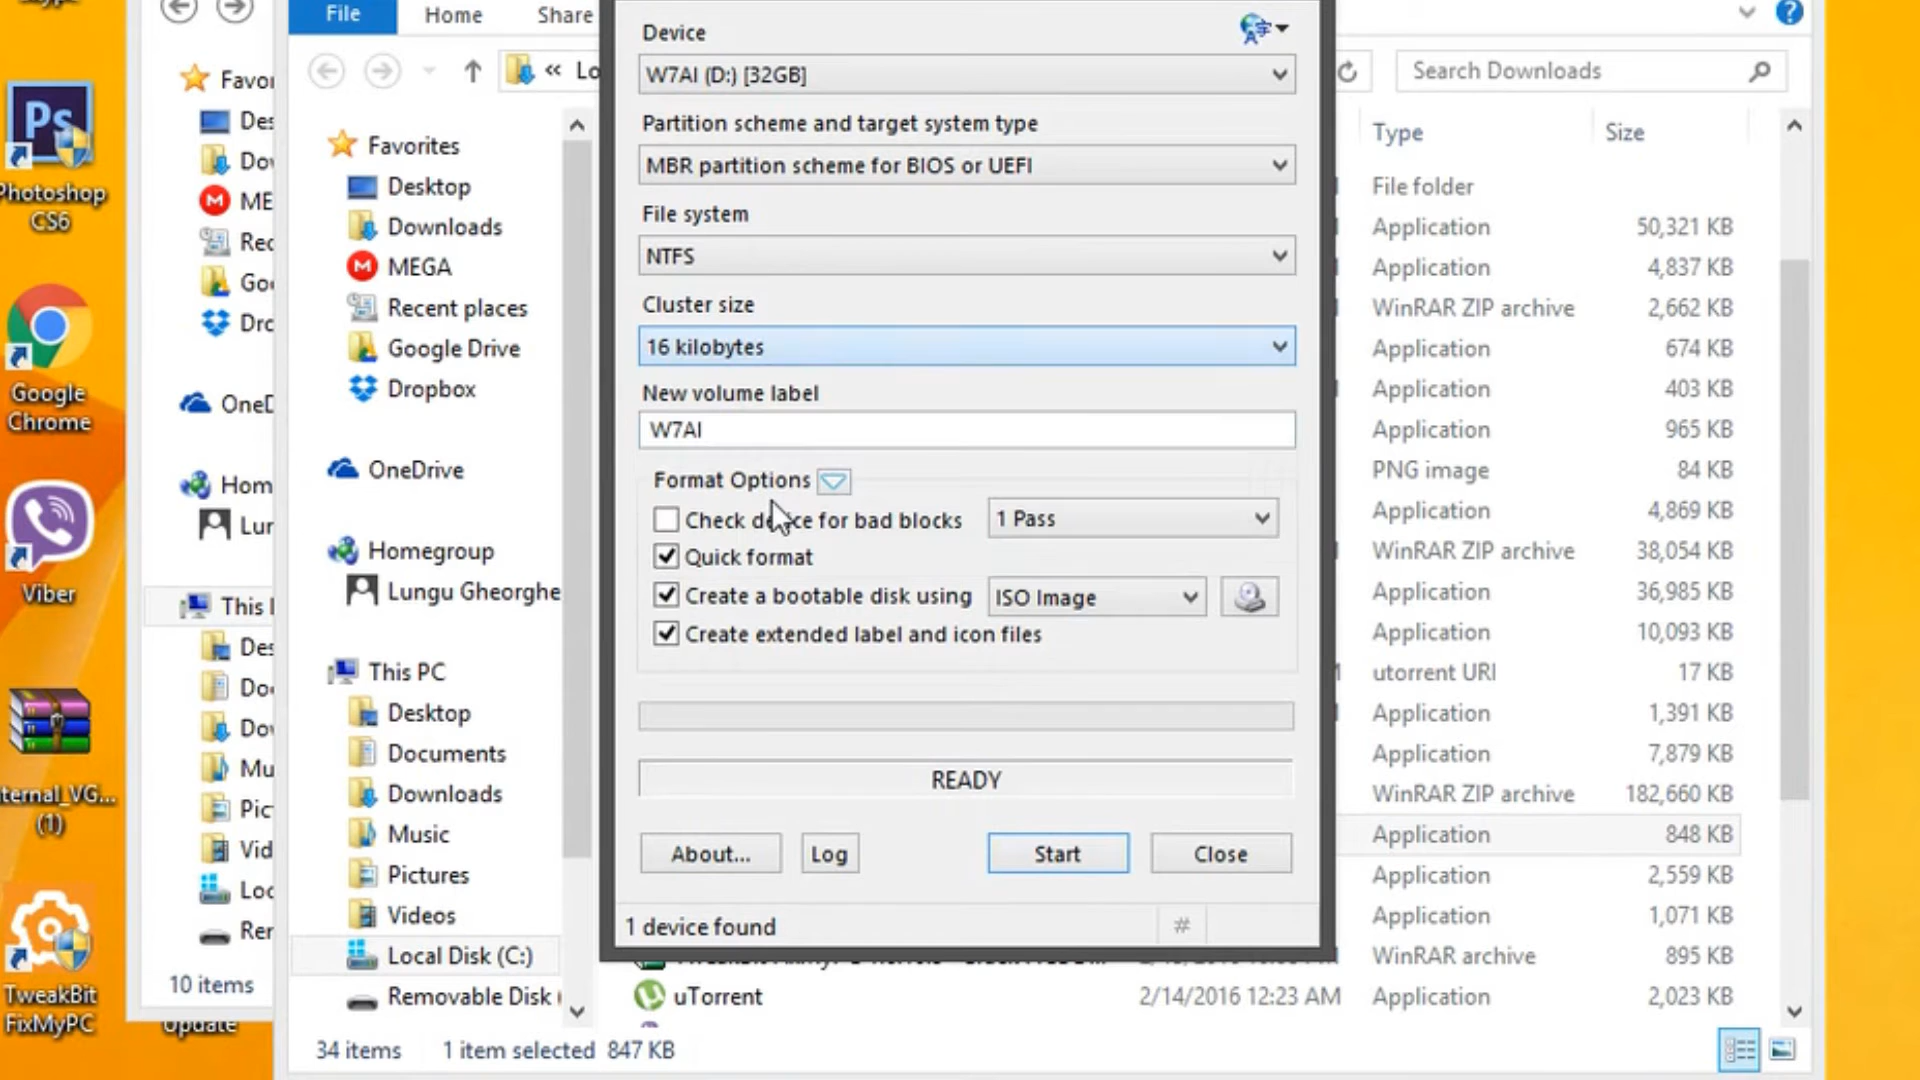 Photoshop
CS6
Google
Chrome
Viber
(1)
TweakBit
FixMyPC
Update
10 items
File
Home
Share
Search Downloads
Favorites
Desktop
Downloads
MEGA
Recent places
Google Drive
Dropbox
OneDrive
Homegroup
Lungu Gheorghe
This PC
Desktop
Documents
Downloads
Music
Pictures
Videos
Local Disk (C:)
Removable Disk
34 items
1 item selected 847 KB
Device
W7AI (D:) [32GB]
Partition scheme and target system type
MBR partition scheme for BIOS or UEFI
File system
NTFS
Cluster size
16 kilobytes
New volume label
W7AI
Format Options
Check device for bad blocks 1 Pass
Quick format
Create a bootable disk using ISO Image
Create extended label and icon files
READY
About... Log Start Close
1 device found #
uTorrent 2/14/2016 12:23 AM Application 2,023 KB
Type Size
File folder
Application 50,321 KB
Application 4,837 KB
WinRAR ZIP archive 2,662 KB
Application 674 KB
Application 403 KB
Application 965 KB
PNG image 84 KB
Application 4,869 KB
WinRAR ZIP archive 38,054 KB
Application 36,985 KB
Application 10,093 KB
utorrent URI 17 KB
Application 1,391 KB
Application 7,879 KB
WinRAR ZIP archive 182,660 KB
Application 848 KB
Application 2,559 KB
Application 1,071 KB
WinRAR archive 895 KB